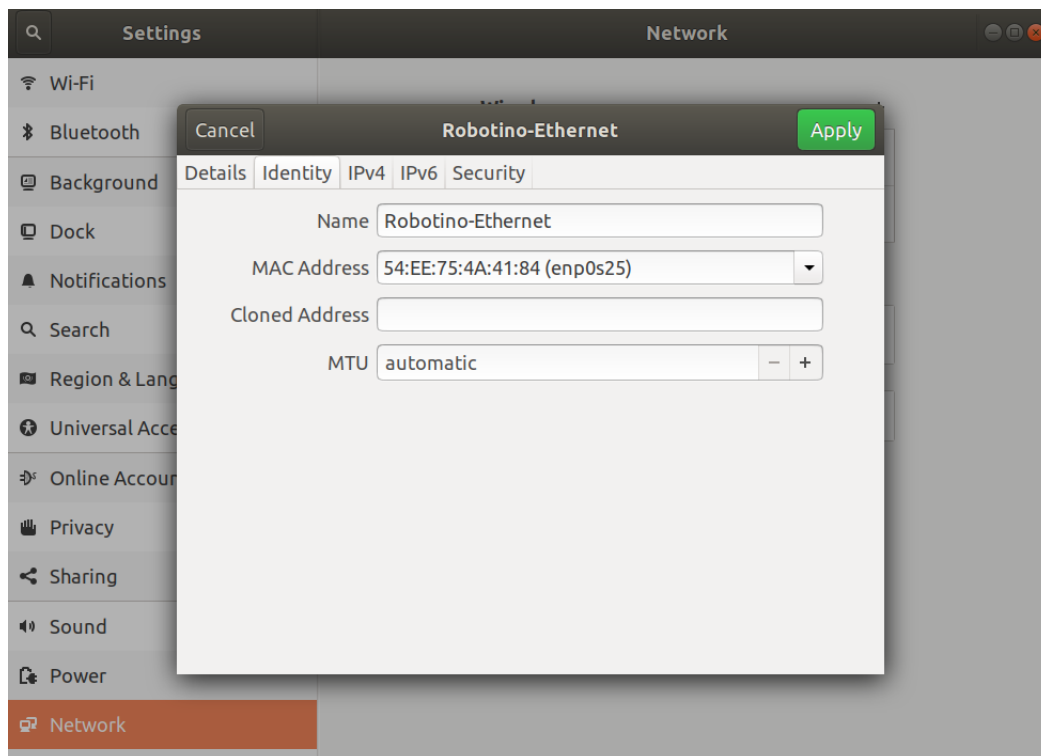 Settings
Network
Wi-Fi
Bluetooth
Background
Dock
Notifications
Search
Region & Lang
Universal Acce
Online Accour
Privacy
Sharing
Sound
Power
Network
Cancel
Robotino-Ethernet
Apply
Details Identity IPv4 IPv6 Security
Name Robotino-Ethernet
MAC Address 54:EE:75:4A:41:84 (enp0s25)
Cloned Address
MTU automatic − +